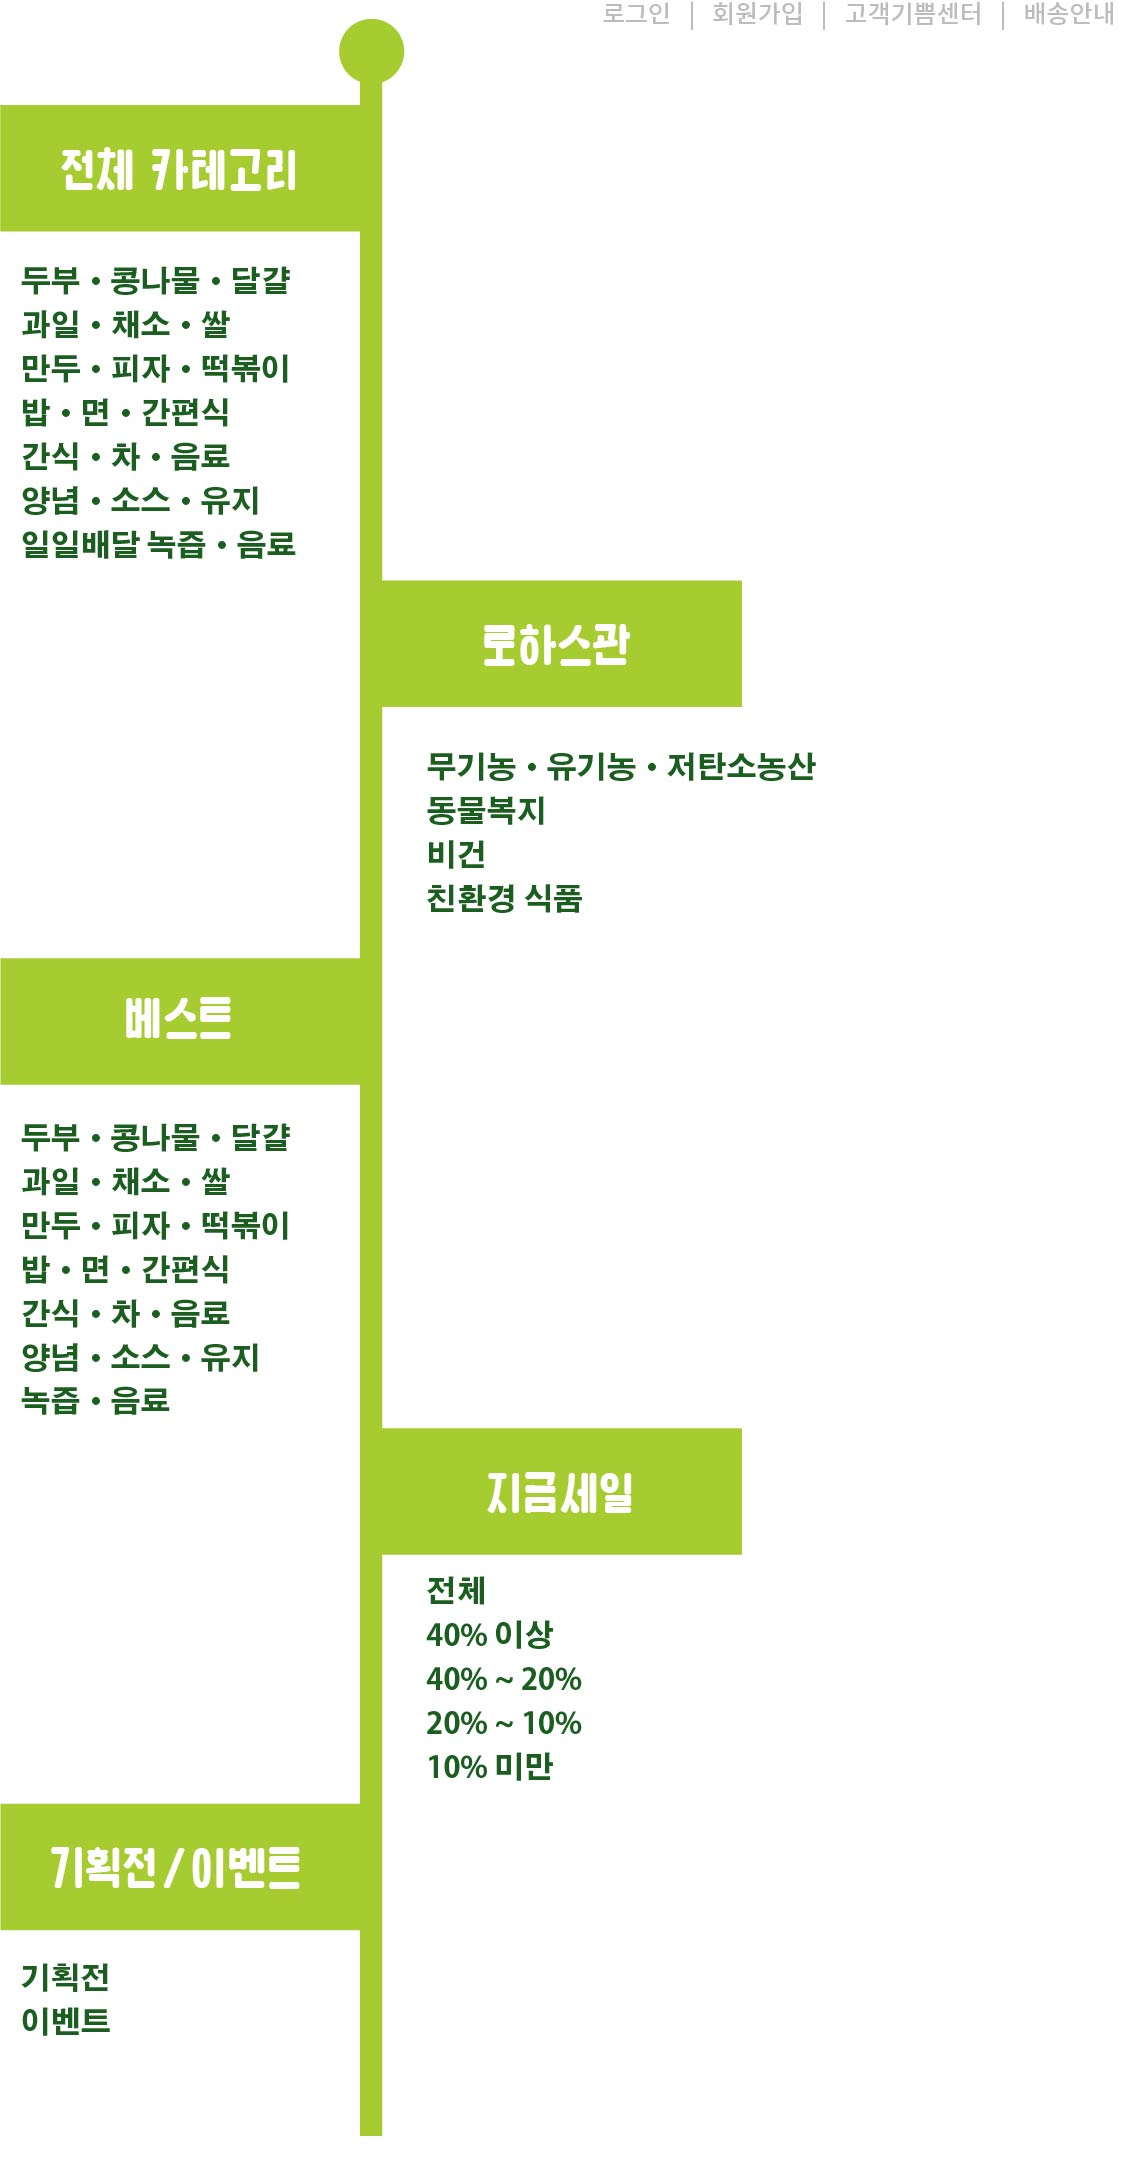 로그인 | 회원가입 | 고객기쁨센터 | 배송안내
전체 카테고리
두부・콩나물・달걀
과일・채소・쌀
만두・피자・떡볶이
밥・면・간편식
간식・차・음료
양념・소스・유지
일일배달 녹즙・음료
로하스관
무기농・유기농・저탄소농산
동물복지
비건
친환경 식품
베스트
두부・콩나물・달걀
과일・채소・쌀
만두・피자・떡볶이
밥・면・간편식
간식・차・음료
양념・소스・유지
녹즙・음료
지금세일
전체
40% 이상
40% ~ 20%
20% ~ 10%
10% 미만
기획전/이벤트
기획전
이벤트